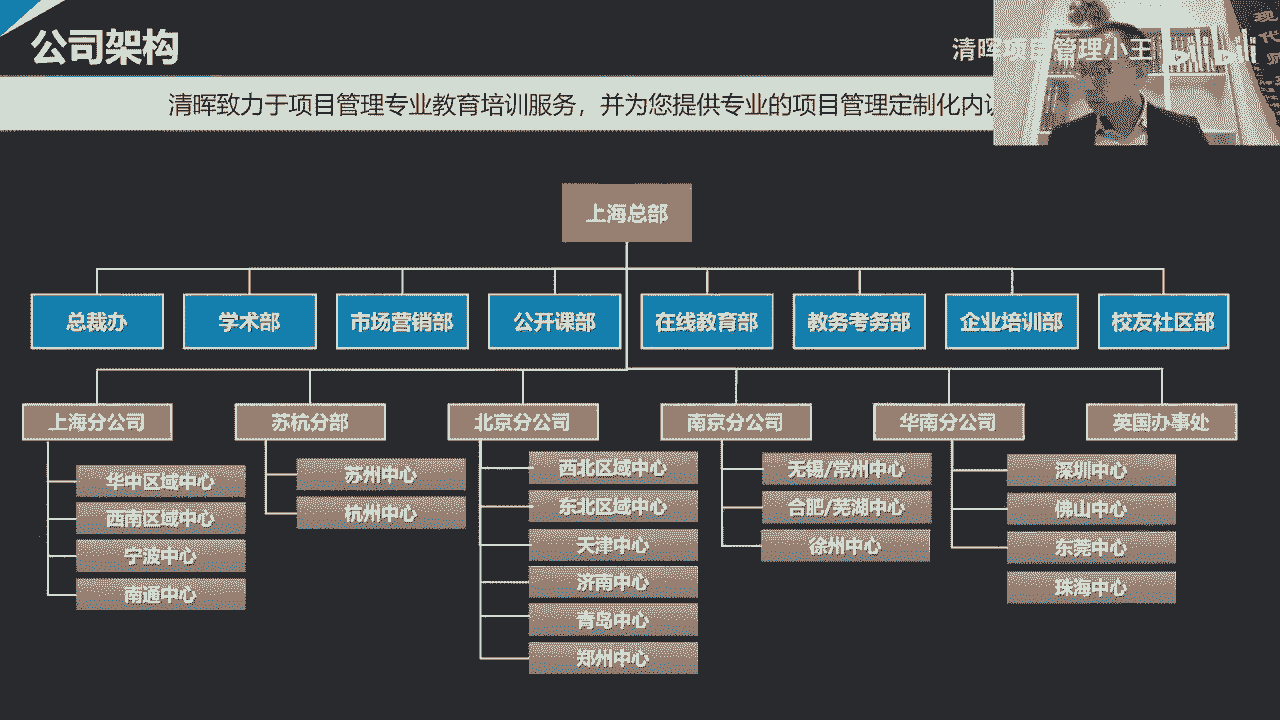 公司架构
清晖项目管理小王 bilibili
清晖致力于项目管理专业教育培训服务，并为您提供专业的项目管理定制化内
上海总部
总裁办
学术部
市场营销部
公开课部
在线教育部
教务考务部
企业培训部
校友社区部
上海分公司
苏杭分部
北京分公司
南京分公司
华南分公司
英国办事处
华中区域中心
西南区域中心
宁波中心
南通中心
苏州中心
杭州中心
西北区域中心
东北区域中心
天津中心
济南中心
青岛中心
郑州中心
无锡/常州中心
合肥/芜湖中心
徐州中心
深圳中心
佛山中心
东莞中心
珠海中心